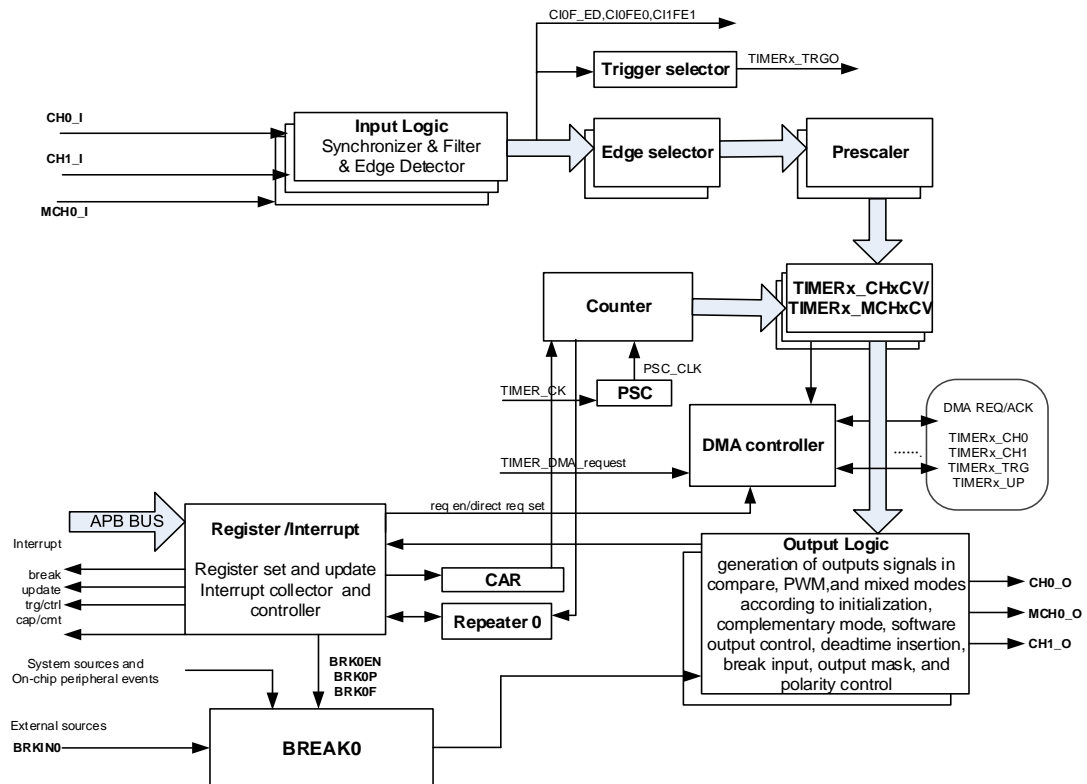 CI0F_ED,CI0FE0,CI1FE1
Trigger selector
TIMERx_TRGO
CH0_I
CH1_I
MCH0_I
Input Logic
Synchronizer & Filter
& Edge Detector
Edge selector
Prescaler
Counter
TIMERx_CHxCV/
TIMERx_MCHxCV
PSC_CLK
TIMER_CK
PSC
DMA controller
TIMER_DMA_request
DMA REQ/ACK
TIMERx_CH0
TIMERx_CH1
TIMERx_TRG
TIMERx_UP
.......
APB BUS
Register /Interrupt
Register set and update
Interrupt collector and
controller
req en/direct req set
Interrupt
break
update
trg/ctrl
cap/cmt
CAR
Repeater 0
Output Logic
generation of outputs signals in
compare, PWM,and mixed modes
according to initialization,
complementary mode, software
output control, deadtime insertion,
break input, output mask, and
polarity control
CH0_O
MCH0_O
CH1_O
System sources and
On-chip peripheral events
BRK0EN
BRK0P
BRK0F
External sources
BRKIN0
BREAK0